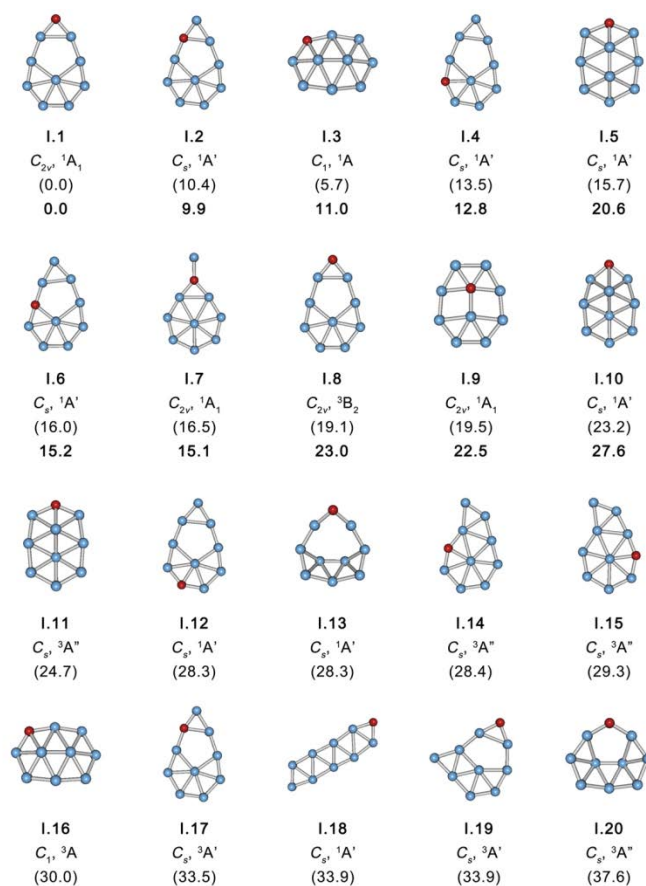 I.1 I.2 I.3 I.4 I.5
C2v, ¹A₁ Cs, ¹A' C1, ¹A Cs, ¹A' Cs, ¹A'
(0.0) (10.4) (5.7) (13.5) (15.7)
0.0 9.9 11.0 12.8 20.6
I.6 I.7 I.8 I.9 I.10
Cs, ¹A' C2v, ¹A₁ C2v, ³B₂ C2v, ¹A₁ Cs, ¹A'
(16.0) (16.5) (19.1) (19.5) (23.2)
15.2 15.1 23.0 22.5 27.6
I.11 I.12 I.13 I.14 I.15
Cs, ³A" Cs, ¹A' Cs, ¹A' Cs, ³A" Cs, ³A"
(24.7) (28.3) (28.3) (28.4) (29.3)
I.16 I.17 I.18 I.19 I.20
C1, ³A Cs, ³A' Cs, ¹A' Cs, ³A' Cs, ³A"
(30.0) (33.5) (33.9) (33.9) (37.6)